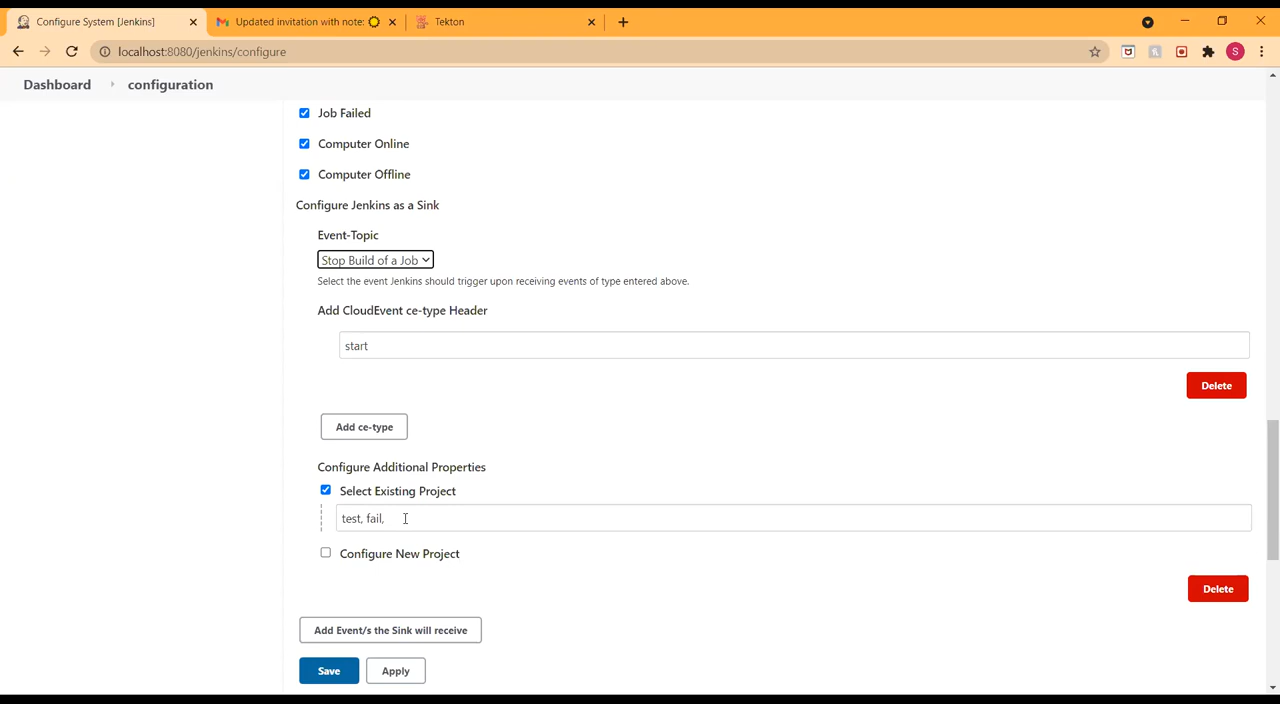 Configure System [Jenkins]
Updated invitation with note:
Tekton
localhost:8080/jenkins/configure
S
Dashboard
configuration
Job Failed
Computer Online
Computer Offline
Configure Jenkins as a Sink
Event-Topic
Stop Build of a Job
Select the event Jenkins should trigger upon receiving events of type entered above.
Add CloudEvent ce-type Header
start
Delete
Add ce-type
Configure Additional Properties
Select Existing Project
test, fail,
Configure New Project
Delete
Add Event/s the Sink will receive
Save
Apply